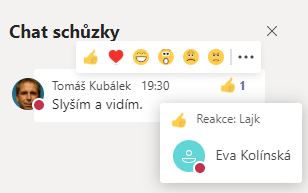 Chat schůzky
Tomáš Kubálek 19:30 1
Slyším a vidím.
Reakce: Lajk
Eva Kolínská